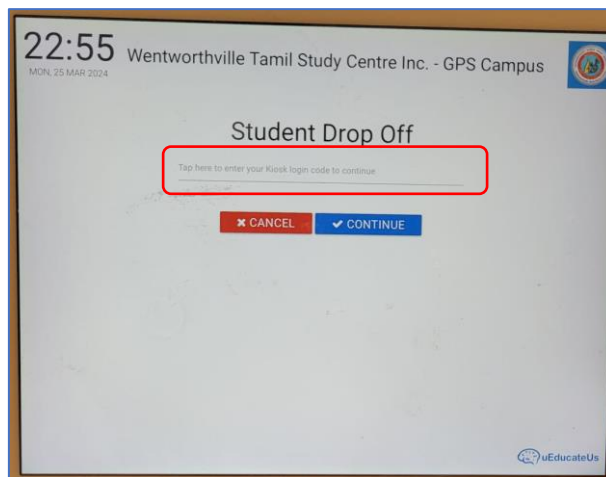 22:55
MON, 25 MAR 2024
Wentworthville Tamil Study Centre Inc. - GPS Campus
Student Drop Off
Tap here to enter your Kiosk login code to continue
✖ CANCEL
✔ CONTINUE
uEducateUs